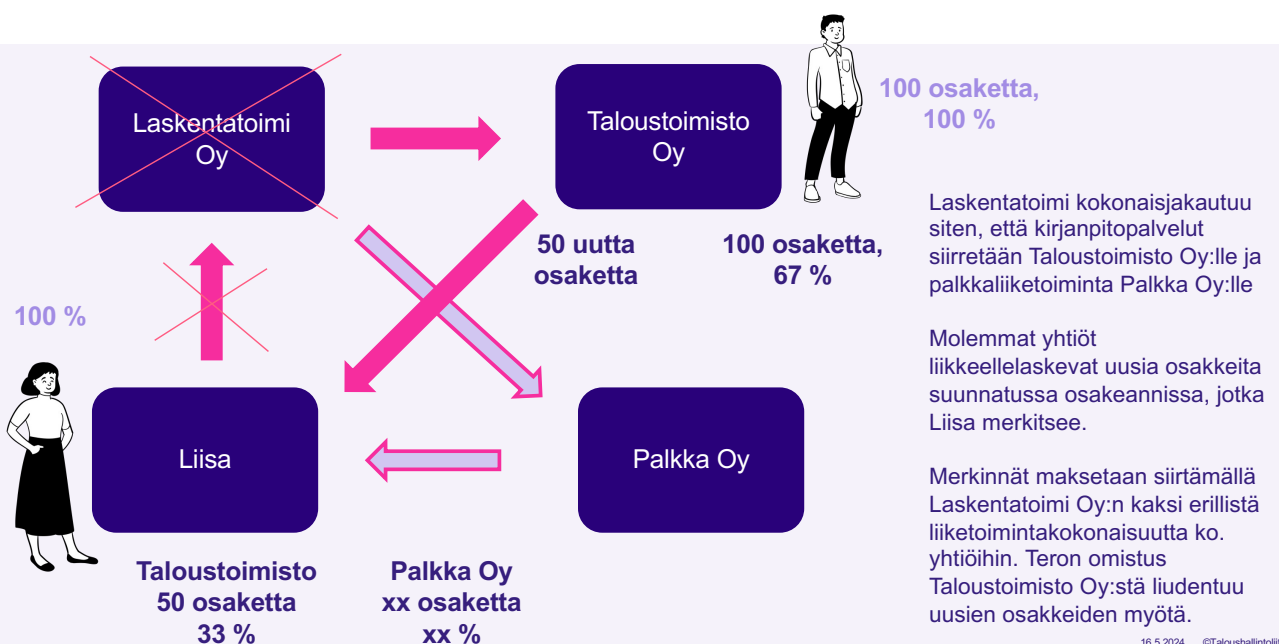 Laskentatoimi
Oy
Taloustoimisto
Oy
100 osaketta,
100 %
50 uutta
osaketta
100 osaketta,
67 %
100 %
Liisa
Palkka Oy
Taloustoimisto
50 osaketta
33 %
Palkka Oy
xx osaketta
xx %
Laskentatoimi kokonaisjakautuu
siten, että kirjanpitopalvelut
siirretään Taloustoimisto Oy:lle ja
palkkaliiketoiminta Palkka Oy:lle
Molemmat yhtiöt
liikkeellelaskevat uusia osakkeita
suunnatussa osakeannissa, jotka
Liisa merkitsee.
Merkinnät maksetaan siirtämällä
Laskentatoimi Oy:n kaksi erillistä
liiketoimintakokonaisuutta ko.
yhtiöihin. Teron omistus
Taloustoimisto Oy:stä liudentuu
uusien osakkeiden myötä.
16.5.2024